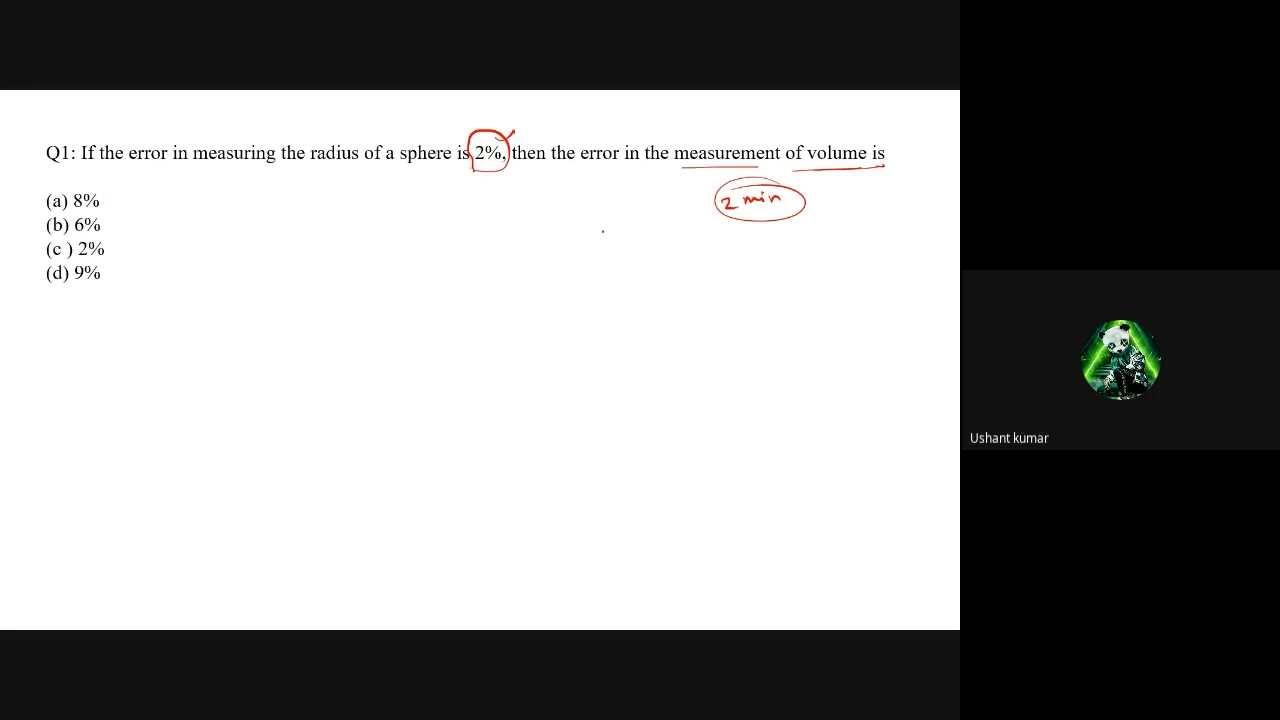 Q1: If the error in measuring the radius of a sphere is 2%, then the error in the measurement of volume is
2 min
(a) 8%
(b) 6%
(c ) 2%
(d) 9%
Ushant kumar